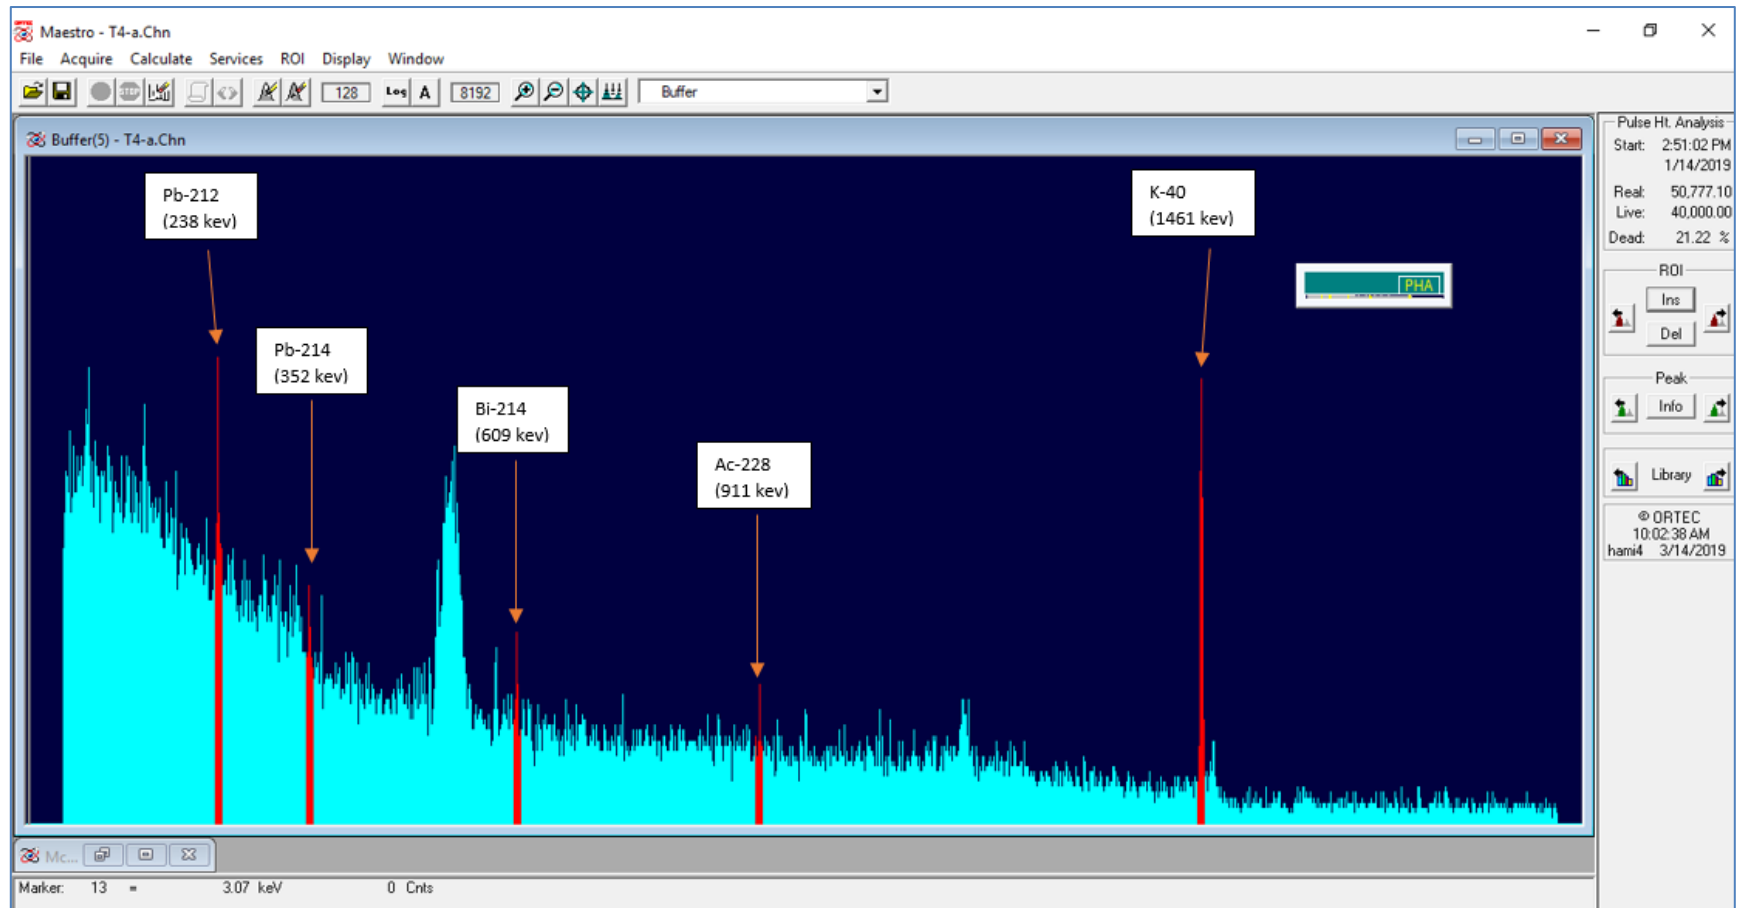 Maestro - T4-a.Chn
File Acquire Calculate Services ROI Display Window
STOP 128 Log A 8192 Buffer
Buffer(5) - T4-a.Chn
Pb-212
(238 kev)
Pb-214
(352 kev)
Bi-214
(609 kev)
Ac-228
(911 kev)
K-40
(1461 kev)
PHA
Pulse Ht. Analysis
Start: 2:51:02 PM
1/14/2019
Real: 50,777.10
Live: 40,000.00
Dead: 21.22 %
ROI
Ins
Del
Peak
Info
Library
© ORTEC
10:02:38 AM
hami4 3/14/2019
Mc...
Marker: 13 = 3.07 keV 0 Cnts